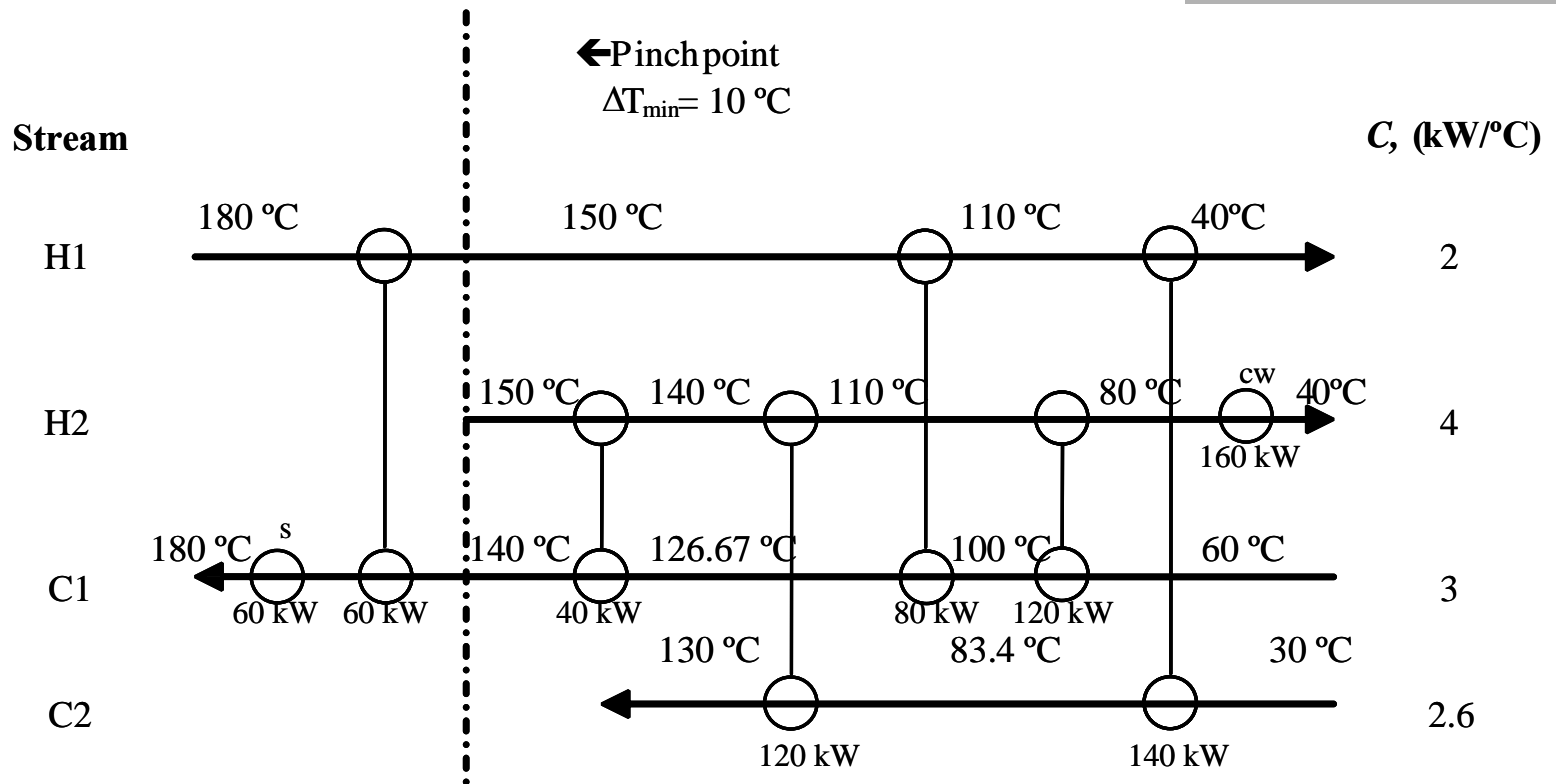 ←Pinch point
ΔTmin= 10 ºC
Stream
C, (kW/ºC)
180 ºC 150 ºC 110 ºC 40ºC
H1 2
150 ºC 140 ºC 110 ºC 80 ºC cw 40ºC
H2 4
160 kW
s
180 ºC 140 ºC 126.67 ºC 100 ºC 60 ºC
C1 3
60 kW 60 kW 40 kW 80 kW 120 kW
130 ºC 83.4 ºC 30 ºC
C2 2.6
120 kW 140 kW